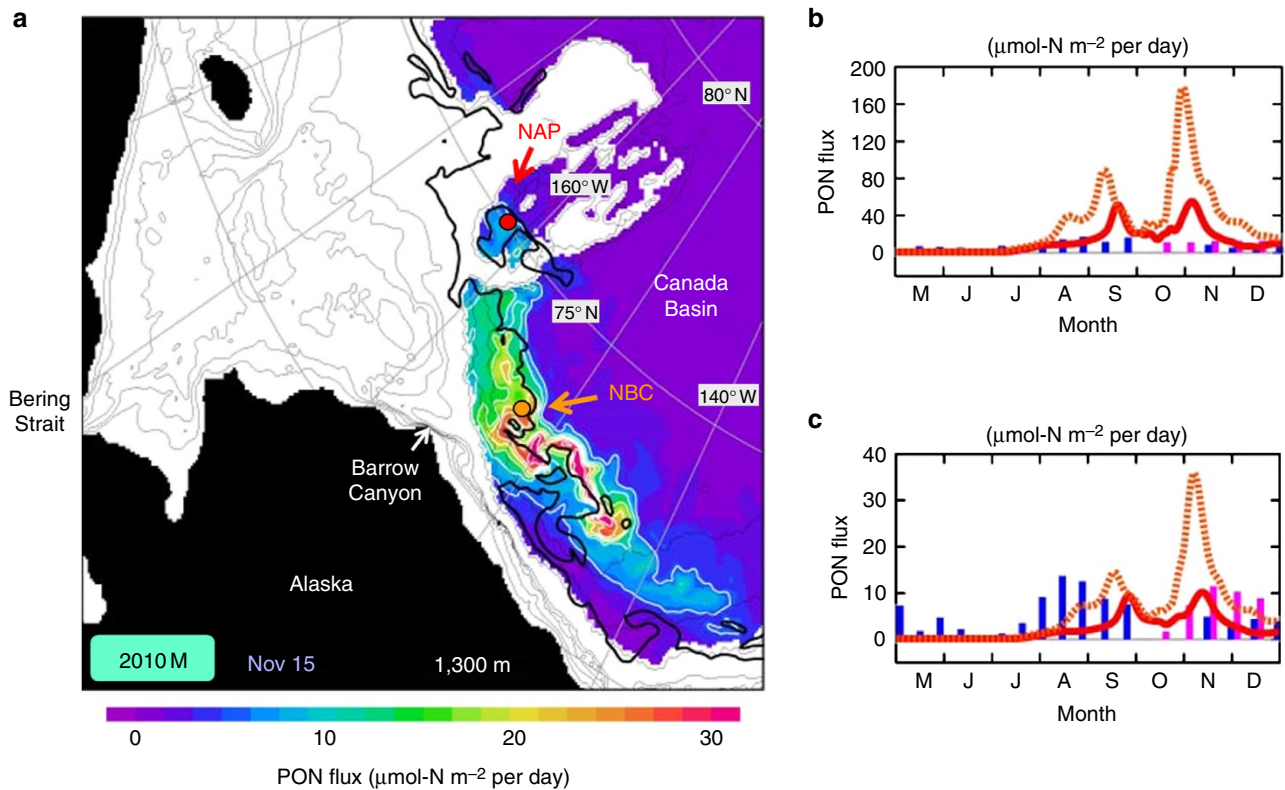 a
NAP
80° N
160° W
Canada
Basin
75° N
NBC
140° W
Bering
Strait
Barrow
Canyon
Alaska
2010 M
Nov 15
1,300 m
0 10 20 30
PON flux (μmol-N m⁻² per day)
b
(μmol-N m⁻² per day)
PON flux
200
160
120
80
40
0
M J J A S O N D
Month
c
(μmol-N m⁻² per day)
PON flux
40
30
20
10
0
M J J A S O N D
Month